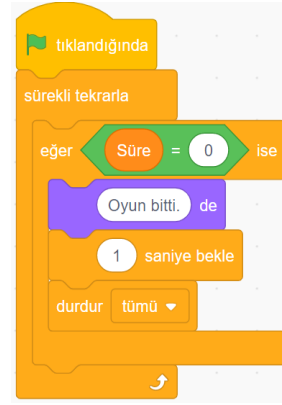 tıklandığında
sürekli tekrarla
eğer Süre = 0 ise
Oyun bitti. de
1 saniye bekle
durdur tümü